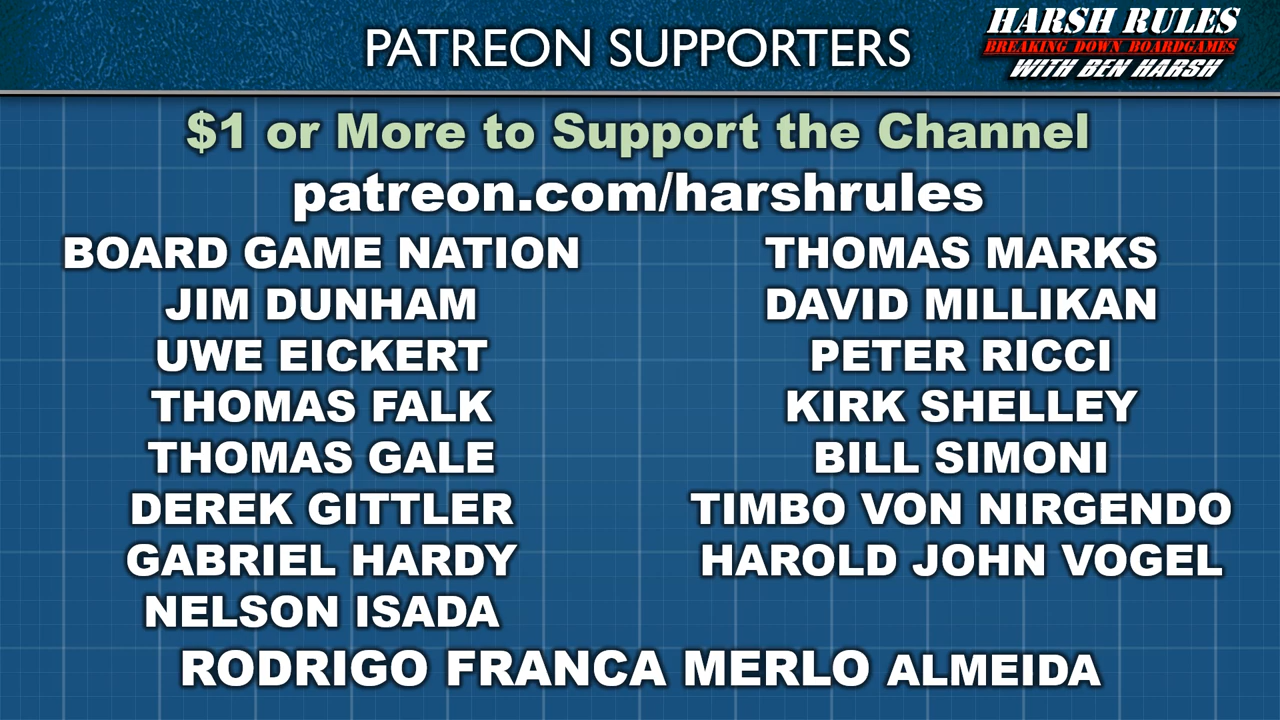 PATREON SUPPORTERS
HARSH RULES
BREAKING DOWN BOARDGAMES
WITH BEN HARSH
$1 or More to Support the Channel
patreon.com/harshrules
BOARD GAME NATION
JIM DUNHAM
UWE EICKERT
THOMAS FALK
THOMAS GALE
DEREK GITTLER
GABRIEL HARDY
NELSON ISADA
THOMAS MARKS
DAVID MILLIKAN
PETER RICCI
KIRK SHELLEY
BILL SIMONI
TIMBO VON NIRGENDO
HAROLD JOHN VOGEL
RODRIGO FRANCA MERLO ALMEIDA